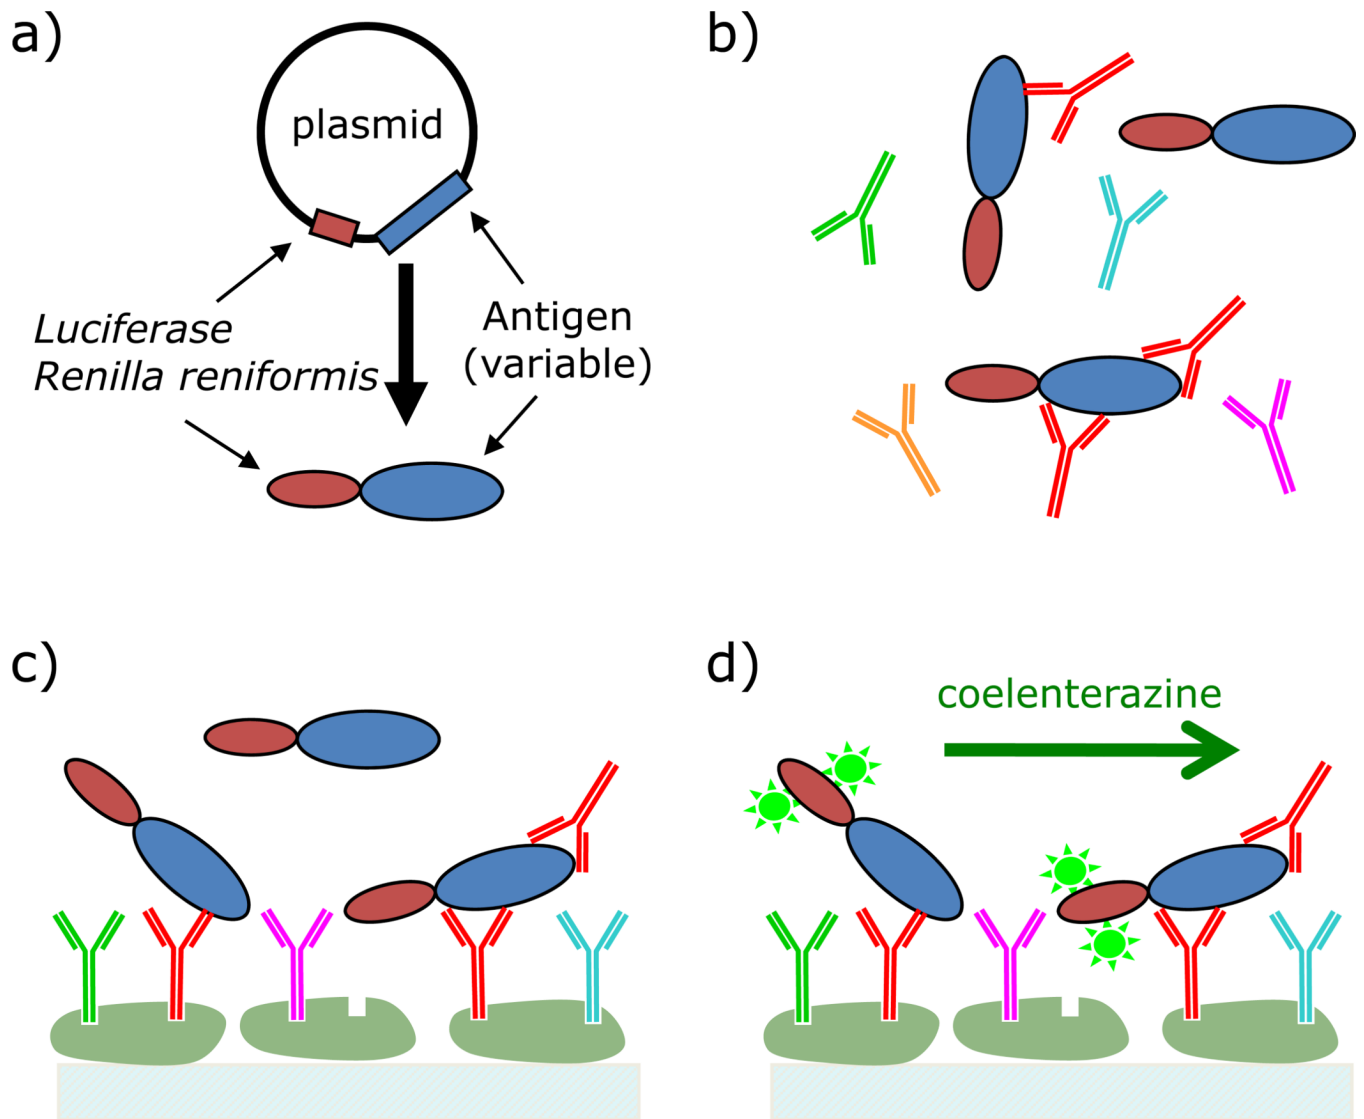 a)
plasmid
Luciferase
Renilla reniformis
Antigen
(variable)
b)
c)
d)
coelenterazine